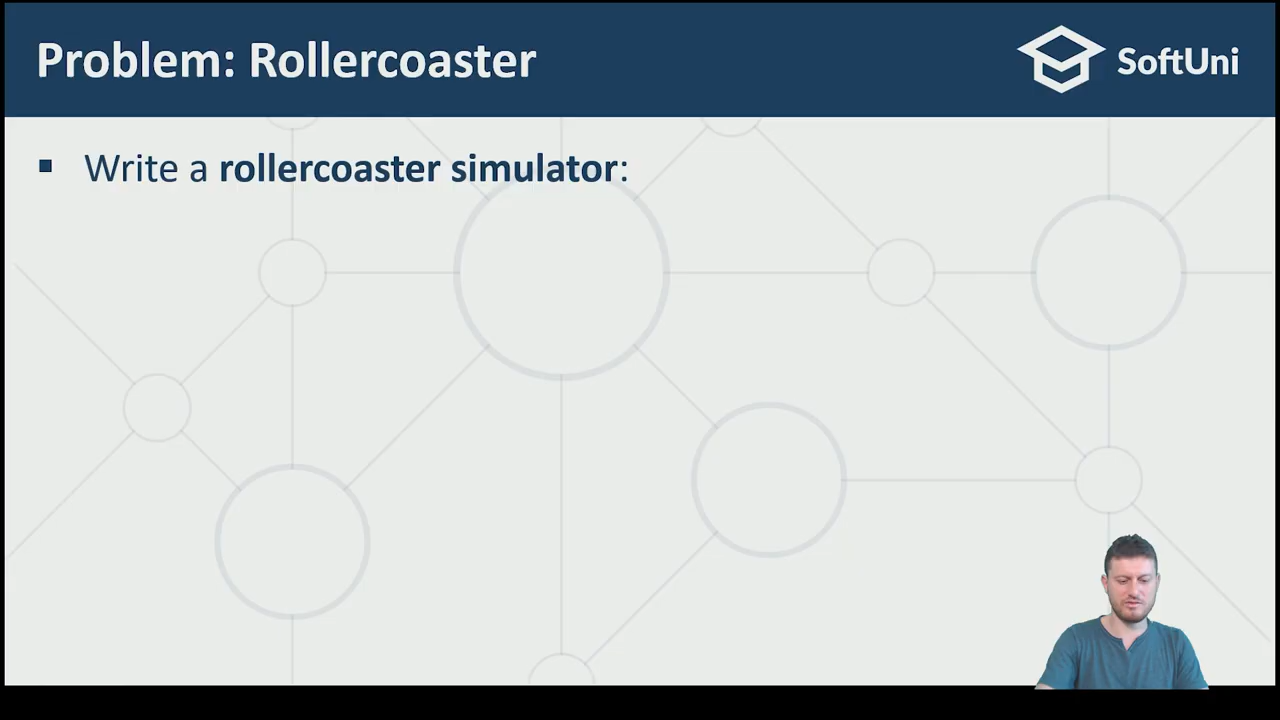 Problem: Rollercoaster
SoftUni
▪ Write a rollercoaster simulator: